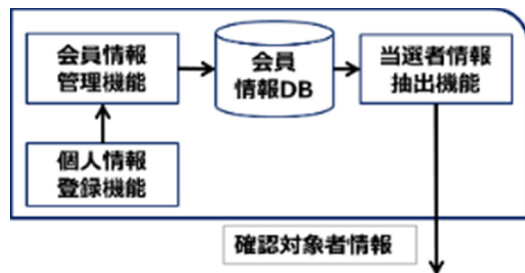 会員情報
管理機能
会員
情報DB
当選者情報
抽出機能
個人情報
登録機能
確認対象者情報